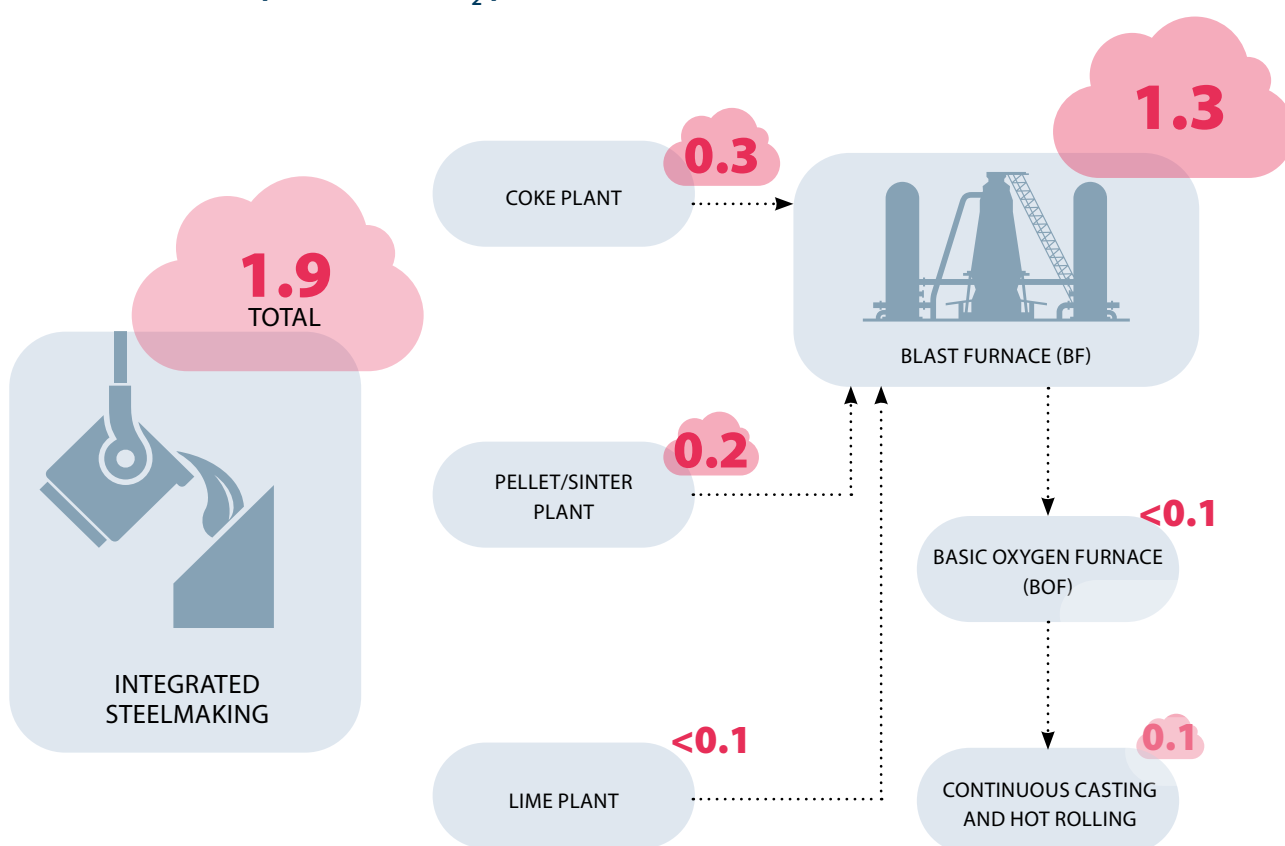 2
1.3
0.3
COKE PLANT
1.9
TOTAL
BLAST FURNACE (BF)
0.2
PELLET/SINTER
PLANT
<0.1
BASIC OXYGEN FURNACE
(BOF)
INTEGRATED
STEELMAKING
<0.1
LIME PLANT
0.1
CONTINUOUS CASTING
AND HOT ROLLING